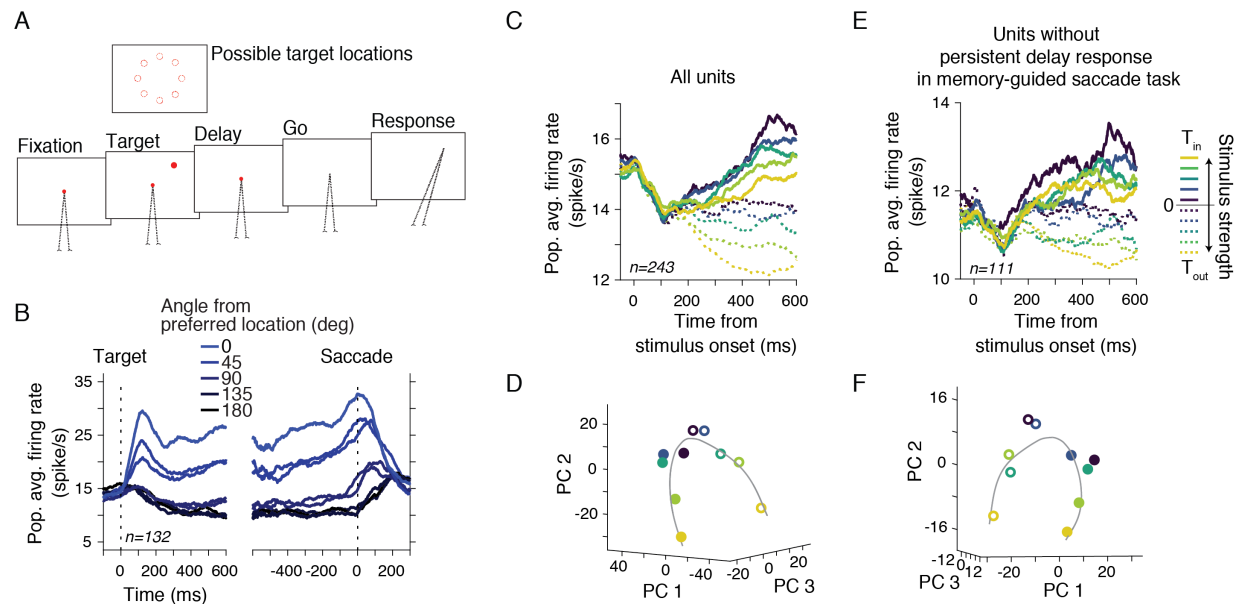 A
Possible target locations
Fixation
Target
Delay
Go
Response
B
Angle from
preferred location (deg)
0
45
90
135
180
Target
Saccade
Pop. avg. firing rate
(spike/s)
35
25
15
5
n=132
0 200 400 600
-400 -200 0 200
Time (ms)
C
All units
Pop. avg. firing rate
(spike/s)
16
14
12
n=243
0 200 400 600
Time from
stimulus onset (ms)
D
PC 2
20
0
-20
40 0 -40
PC 1
-20 0 20
PC 3
E
Units without
persistent delay response
in memory-guided saccade task
Pop. avg. firing rate
(spike/s)
14
12
10
n=111
0 200 400 600
Time from
stimulus onset (ms)
Tin
0
Tout
Stimulus strength
F
PC 2
16
0
-16
-12 0 12
PC 3
-20 0 20
PC 1